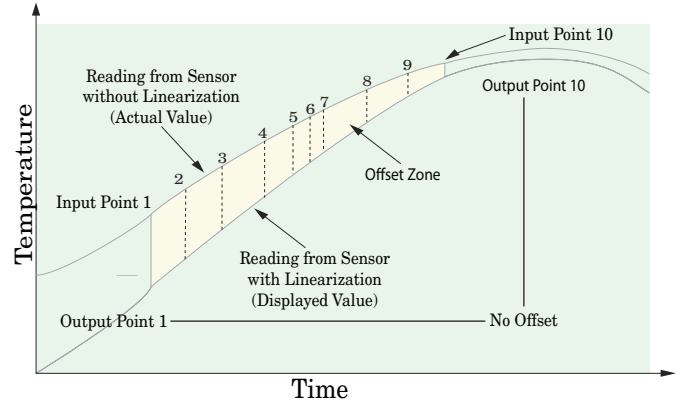 Input Point 10
Reading from Sensor
without Linearization
(Actual Value)
Output Point 10
9
8
7
6
5
4
3
2
Offset Zone
Input Point 1
Temperature
Reading from Sensor
with Linearization
(Displayed Value)
Output Point 1
No Offset
Time